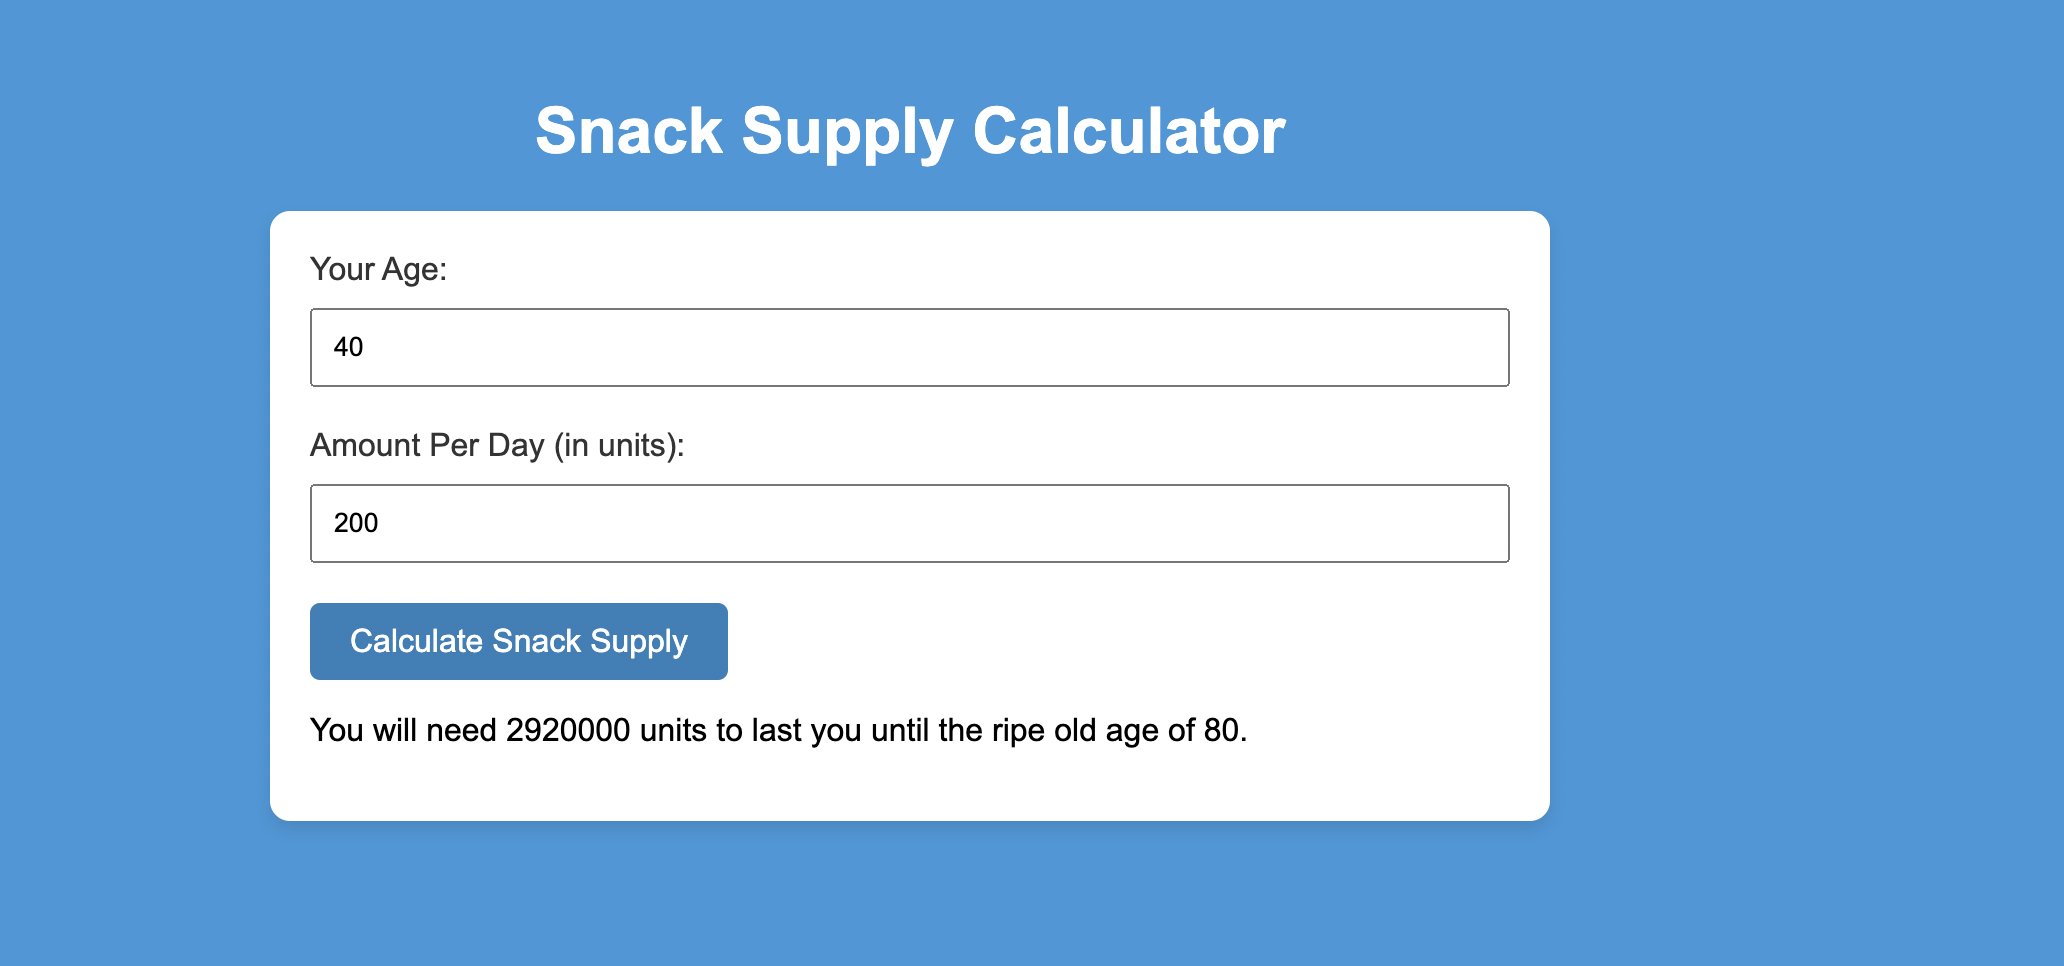 Snack Supply Calculator
Your Age:
40
Amount Per Day (in units):
200
Calculate Snack Supply
You will need 2920000 units to last you until the ripe old age of 80.